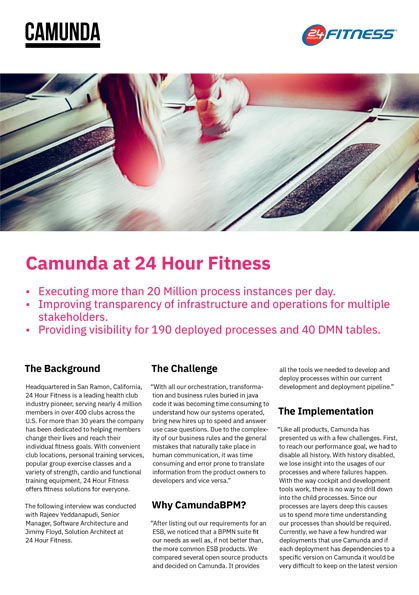 CAMUNDA
24 HOUR FITNESS
Camunda at 24 Hour Fitness
• Executing more than 20 Million process instances per day.
• Improving transparency of infrastructure and operations for multiple
stakeholders.
• Providing visibility for 190 deployed processes and 40 DMN tables.
The Background
Headquartered in San Ramon, California,
24 Hour Fitness is a leading health club
industry pioneer, serving nearly 4 million
members in over 400 clubs across the
U.S. For more than 30 years the company
has been dedicated to helping members
change their lives and reach their
individual fitness goals. With convenient
club locations, personal training services,
popular group exercise classes and a
variety of strength, cardio and functional
training equipment, 24 Hour Fitness
offers fitness solutions for everyone.
The following interview was conducted
with Rajeev Yeddanapudi, Senior
Manager, Software Architecture and
Jimmy Floyd, Solution Architect at
24 Hour Fitness.
The Challenge
“With all our orchestration, transforma-
tion and business rules buried in java
code it was becoming time consuming to
understand how our systems operated,
bring new hires up to speed and answer
use case questions. Due to the complex-
ity of our business rules and the general
mistakes that naturally take place in
human communication, it was time
consuming and error prone to translate
information from the product owners to
developers and vice versa.”
Why CamundaBPM?
“After listing out our requirements for an
ESB, we noticed that a BPMN suite fit
our needs as well as, if not better than,
the more common ESB products. We
compared several open source products
and decided on Camunda. It provides
all the tools we needed to develop and
deploy processes within our current
development and deployment pipeline.”
The Implementation
“Like all products, Camunda has
presented us with a few challenges. First,
to reach our performance goal, we had to
disable all history. With history disabled,
we lose insight into the usages of our
processes and where failures happen.
With the way cockpit and development
tools work, there is no way to drill down
into the child processes. Since our
processes are layers deep this causes
us to spend more time understanding
our processes than should be required.
Currently, we have a few hundred war
deployments that use Camunda and if
each deployment has dependencies to a
specific version on Camunda it would be
very difficult to keep on the latest version